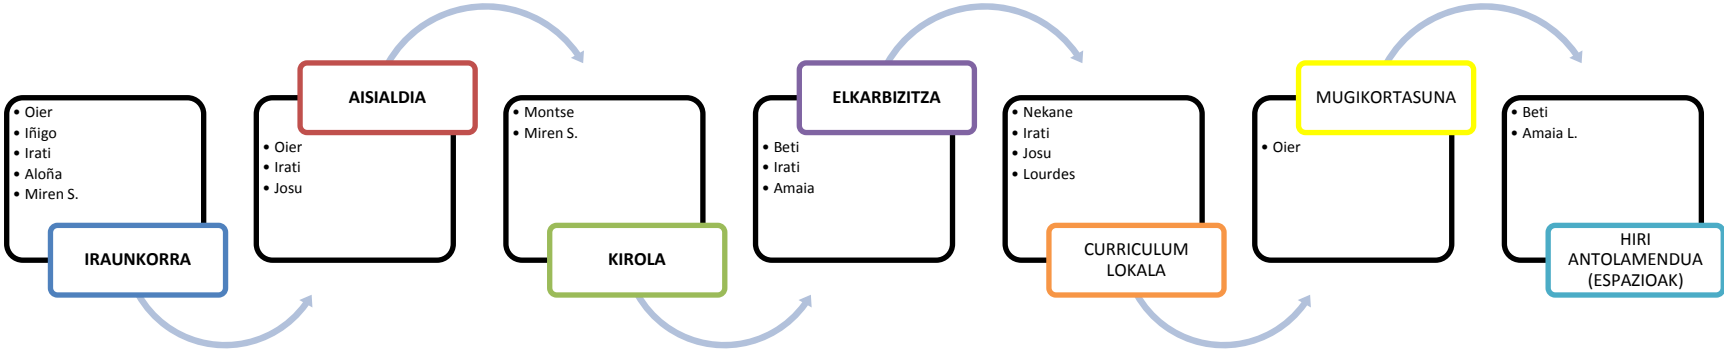 • Oier
• Iñigo
• Irati
• Aloña
• Miren S.
IRAUNKORRA
AISIALDIA
• Oier
• Irati
• Josu
• Montse
• Miren S.
KIROLA
ELKARBIZITZA
• Beti
• Irati
• Amaia
• Nekane
• Irati
• Josu
• Lourdes
CURRICULUM
LOKALA
MUGIKORTASUNA
• Oier
• Beti
• Amaia L.
HIRI
ANTOLAMENDUA
(ESPAZIOAK)